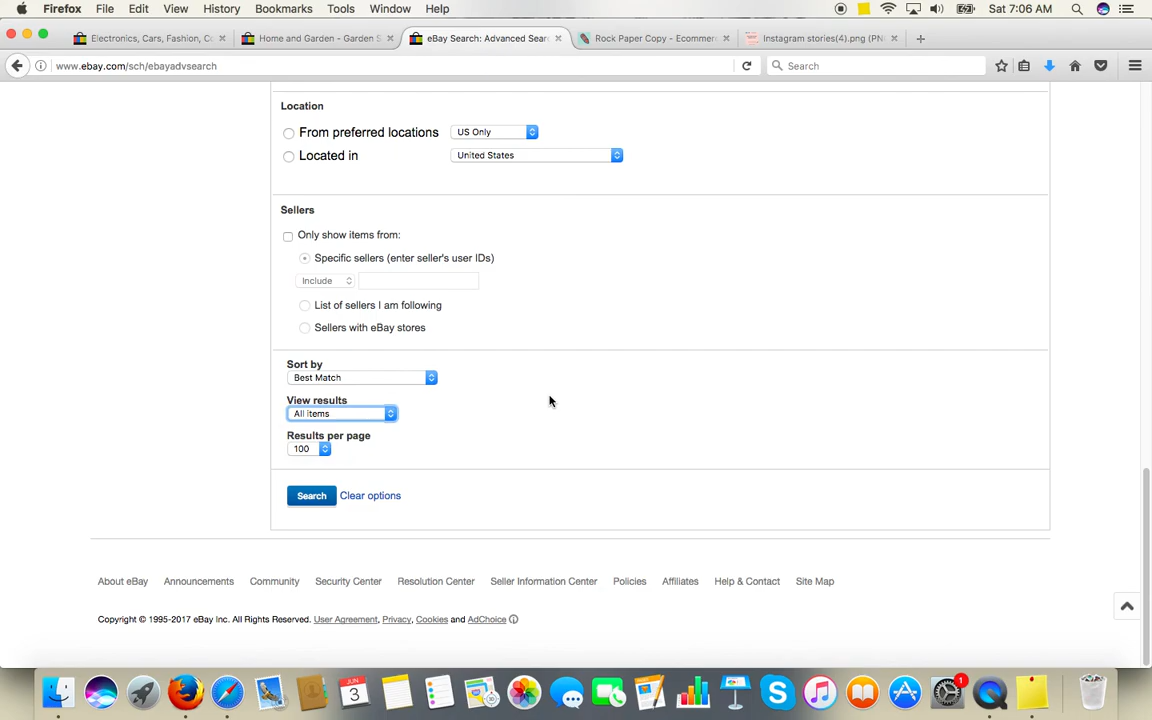 Firefox File Edit View History Bookmarks Tools Window Help Sat 7:06 AM
Electronics, Cars, Fashion, Co Home and Garden - Garden S eBay Search: Advanced Sear Rock Paper Copy - Ecommer Instagram stories(4).png (PN
www.ebay.com/sch/ebayadvsearch Search
Location
From preferred locations US Only
Located in United States
Sellers
Only show items from:
Specific sellers (enter seller's user IDs)
Include
List of sellers I am following
Sellers with eBay stores
Sort by
Best Match
View results
All items
Results per page
100
Search Clear options
About eBay Announcements Community Security Center Resolution Center Seller Information Center Policies Affiliates Help & Contact Site Map
Copyright © 1995-2017 eBay Inc. All Rights Reserved. User Agreement, Privacy, Cookies and AdChoice
JUN
3
1